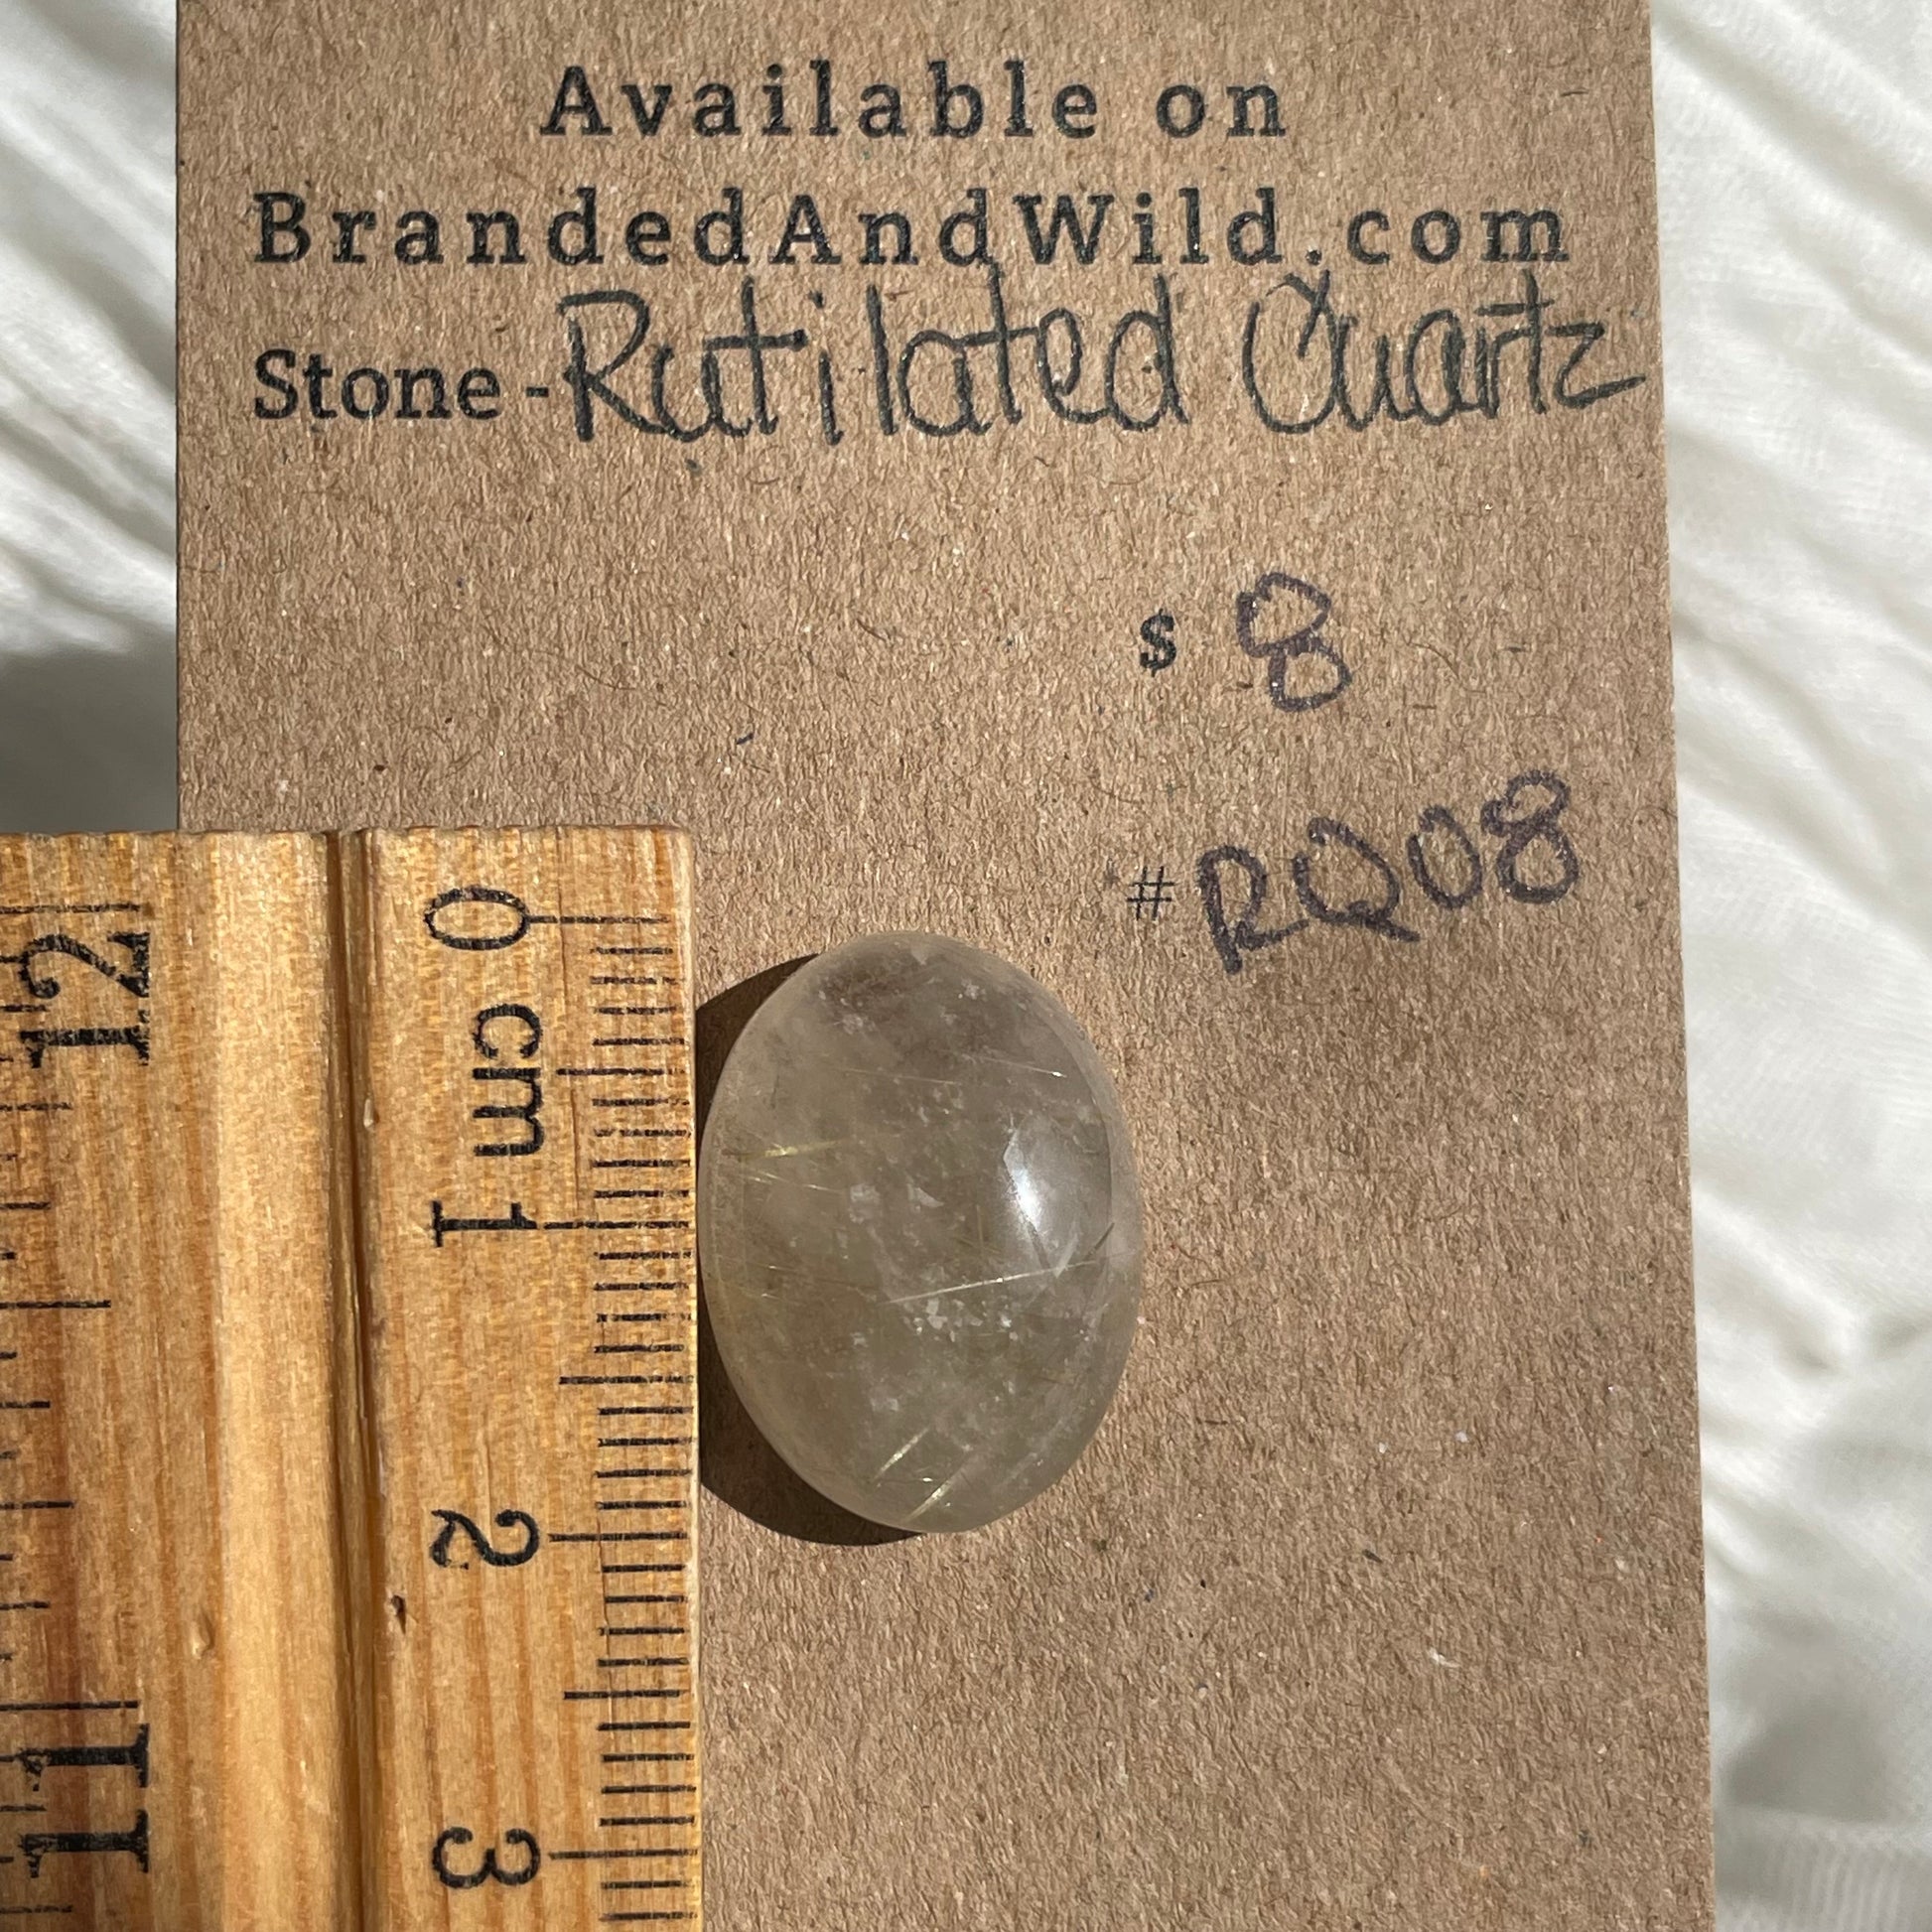 Available on
BrandedAndWild.com
Stone - Rutilated Quartz
$ 8
# RQ08
0 cm 1 2 3
12
11